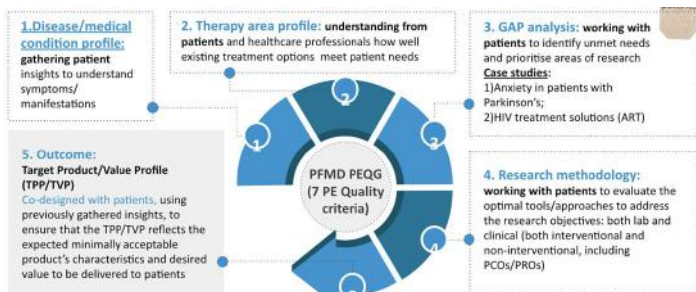 1.Disease/medical
condition profile:
gathering patient
insights to understand
symptoms/
manifestations
2. Therapy area profile: understanding from
patients and healthcare professionals how well
existing treatment options meet patient needs
3. GAP analysis: working with
patients to identify unmet needs
and prioritise areas of research
Case studies:
1)Anxiety in patients with
Parkinson's;
2)HIV treatment solutions (ART)
1
2
3
4
PFMD PEQG
(7 PE Quality
criteria)
4. Research methodology:
working with patients to evaluate the
optimal tools/approaches to address
the research objectives: both lab and
clinical (both interventional and
non-interventional, including
PCOs/PROs)
5. Outcome:
Target Product/Value Profile
(TPP/TVP)
Co-designed with patients, using
previously gathered insights, to
ensure that the TPP/TVP reflects the
expected minimally acceptable
product's characteristics and desired
value to be delivered to patients